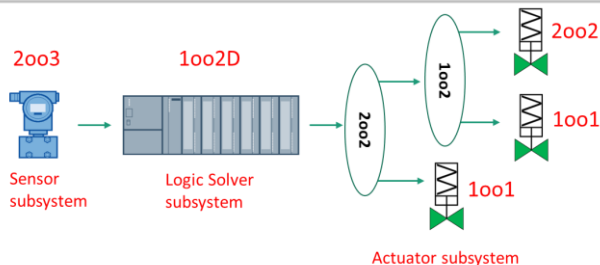 2oo3
1oo2D
2oo2
1oo2
2oo2
1oo1
1oo1
Sensor
subsystem
Logic Solver
subsystem
Actuator subsystem